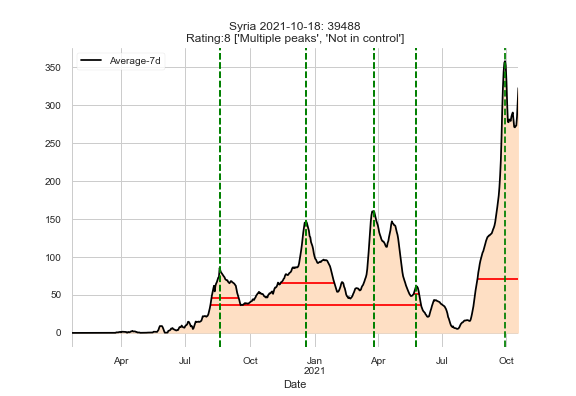 Syria 2021-10-18: 39488
Rating:8 ['Multiple peaks', 'Not in control']
Average-7d
350
300
250
200
150
100
50
0
Apr
Jul
Oct
Jan
2021
Apr
Jul
Oct
Date